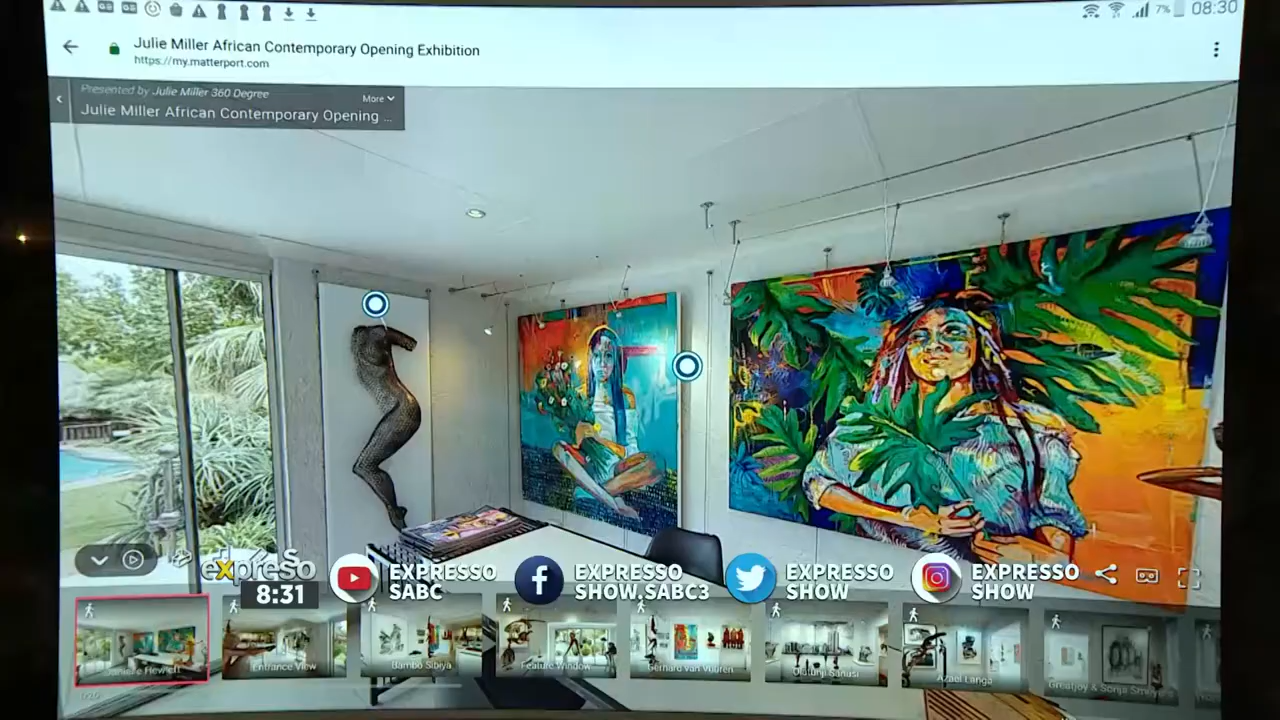 7%
08:30
Julie Miller African Contemporary Opening Exhibition
https://my.matterport.com
Presented by Julie Miller 360 Degree
More
Julie Miller African Contemporary Opening ...
expresso
8:31
EXPRESSO
SABC
EXPRESSO
SHOW.SABC3
EXPRESSO
SHOW
EXPRESSO
SHOW
Entrance View
Bambo Sibiya
Feature Window
Gerhard van Vuuren
Olatunji Sanusi
Azael Langa